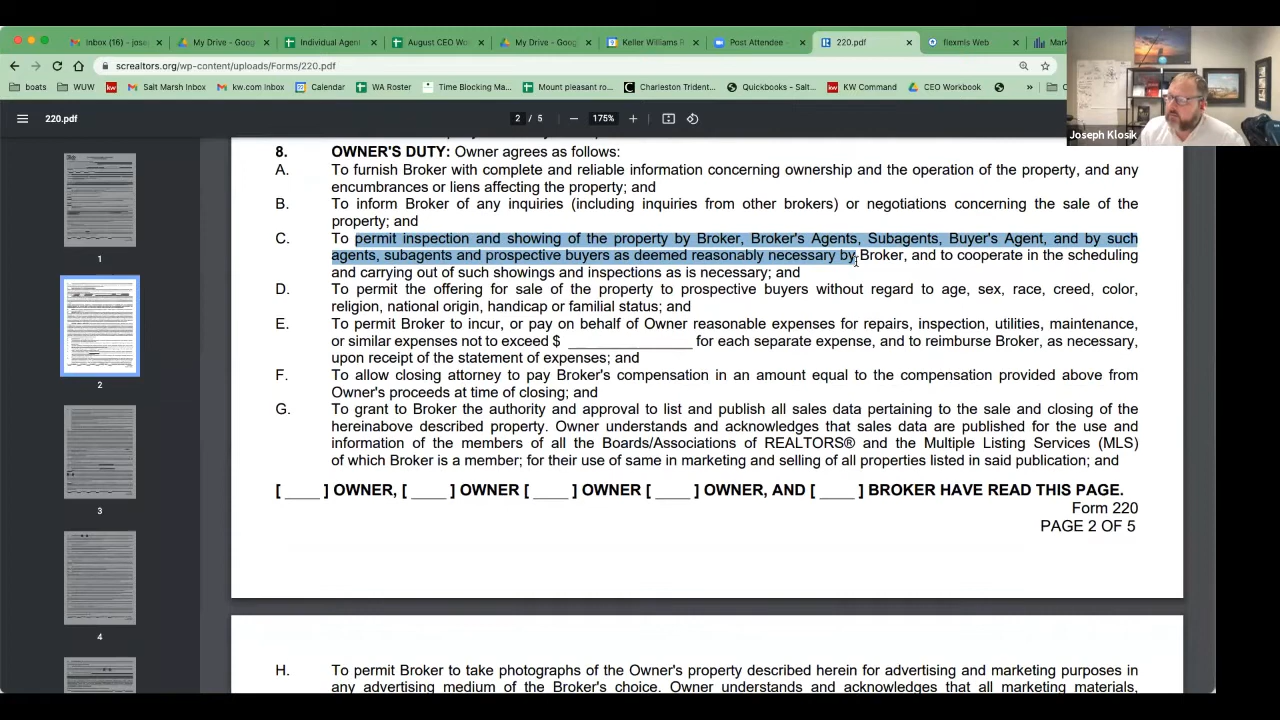 Inbox (16) - jose
My Drive - Goog
Individual Agent
August CEO Wo
My Drive - Goog
Keller Williams R
Post Attendee -
220.pdf
flexmls Web
Mark
screaltors.org/wp-content/uploads/Forms/220.pdf
boats
WUW
Salt Marsh Inbox
kw.com Inbox
Calendar
WA Roster
Time Blocking Ma...
Mount pleasant ro...
Charleston Trident...
Quickbooks - Salt...
KW Command
CEO Workbook
»
220.pdf
2 / 5
175%
Joseph Klosik
8. OWNER'S DUTY: Owner agrees as follows:
A. To furnish Broker with complete and reliable information concerning ownership and the operation of the property, and any
encumbrances or liens affecting the property; and
B. To inform Broker of any inquiries (including inquiries from other brokers) or negotiations concerning the sale of the
property; and
C. To permit inspection and showing of the property by Broker, Broker's Agents, Subagents, Buyer's Agent, and by such
agents, subagents and prospective buyers as deemed reasonably necessary by Broker, and to cooperate in the scheduling
and carrying out of such showings and inspections as is necessary; and
D. To permit the offering for sale of the property to prospective buyers without regard to age, sex, race, creed, color,
religion, national origin, handicap or familial status; and
E. To permit Broker to incur, or pay on behalf of Owner reasonable expenses for repairs, inspection, utilities, maintenance,
or similar expenses not to exceed $ ______________ for each separate expense, and to reimburse Broker, as necessary,
upon receipt of the statement of expenses; and
F. To allow closing attorney to pay Broker's compensation in an amount equal to the compensation provided above from
Owner's proceeds at time of closing; and
G. To grant to Broker the authority and approval to list and publish all sales data pertaining to the sale and closing of the
hereinabove described property. Owner understands and acknowledges that sales data are published for the use and
information of the members of all the Boards/Associations of REALTORS® and the Multiple Listing Services (MLS)
of which Broker is a member; for their use of same in marketing and selling of all properties listed in said publication; and
[ ____ ] OWNER, [ ____ ] OWNER [ ____ ] OWNER [ ____ ] OWNER, AND [ ____ ] BROKER HAVE READ THIS PAGE.
Form 220
PAGE 2 OF 5
1
2
3
4
H. To permit Broker to take photograms of the Owner's property described herein for advertising and marketing purposes in
any advertising medium of the Broker's choice. Owner understands and acknowledges that all marketing materials,